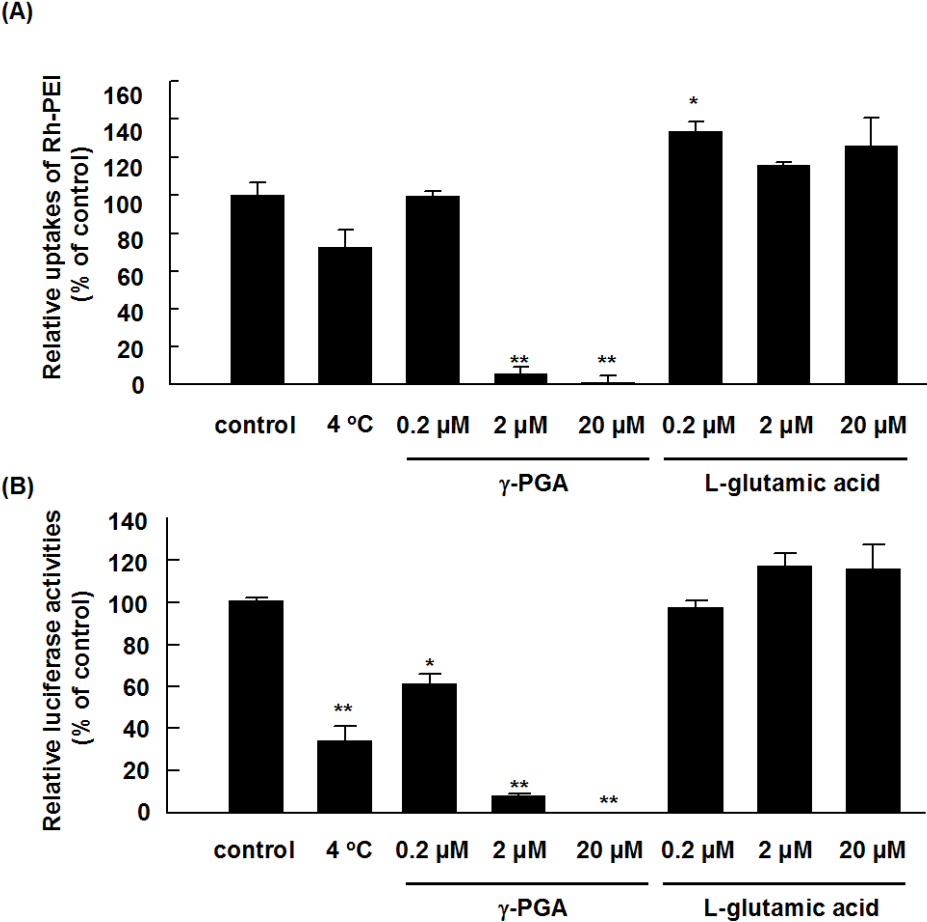 (A)
Relative uptakes of Rh-PEI
(% of control)
160
140
120
100
80
60
40
20
0
*
**
**
control
4 ºC
0.2 µM
2 µM
20 µM
0.2 µM
2 µM
20 µM
γ-PGA
L-glutamic acid
(B)
Relative luciferase activities
(% of control)
140
120
100
80
60
40
20
0
**
*
**
**
control
4 ºC
0.2 µM
2 µM
20 µM
0.2 µM
2 µM
20 µM
γ-PGA
L-glutamic acid